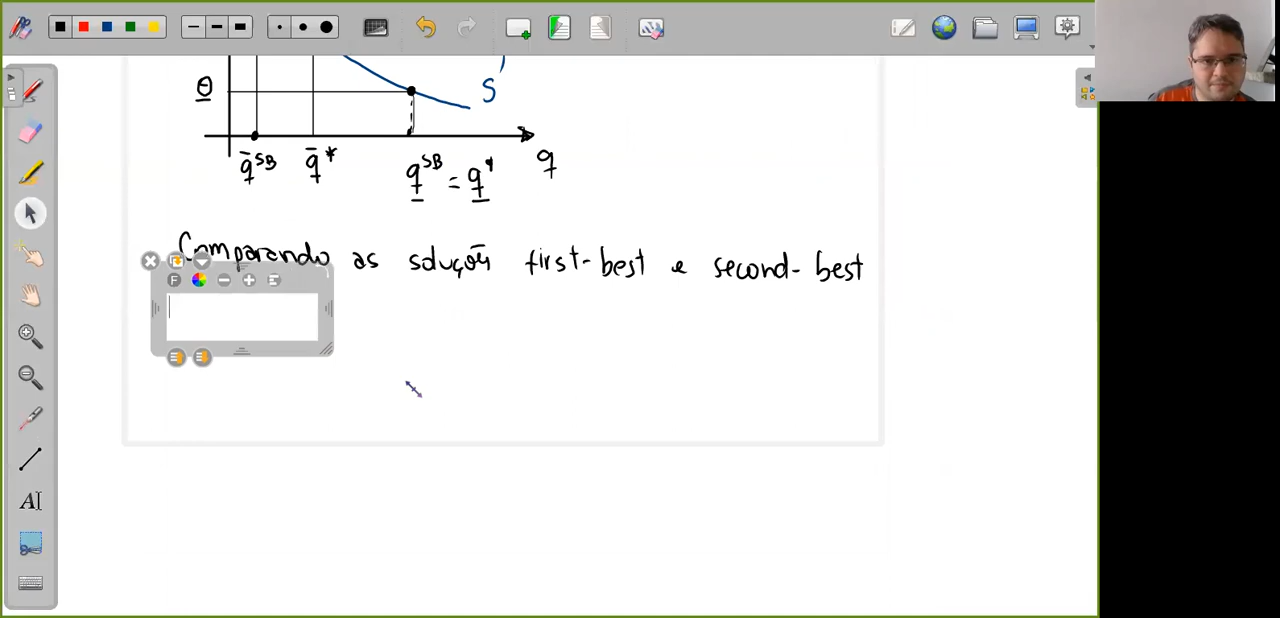 θ S'
q̄ˢᴮ q̄* q̲ˢᴮ = q̲* q
Comparando as soluções first-best e second-best